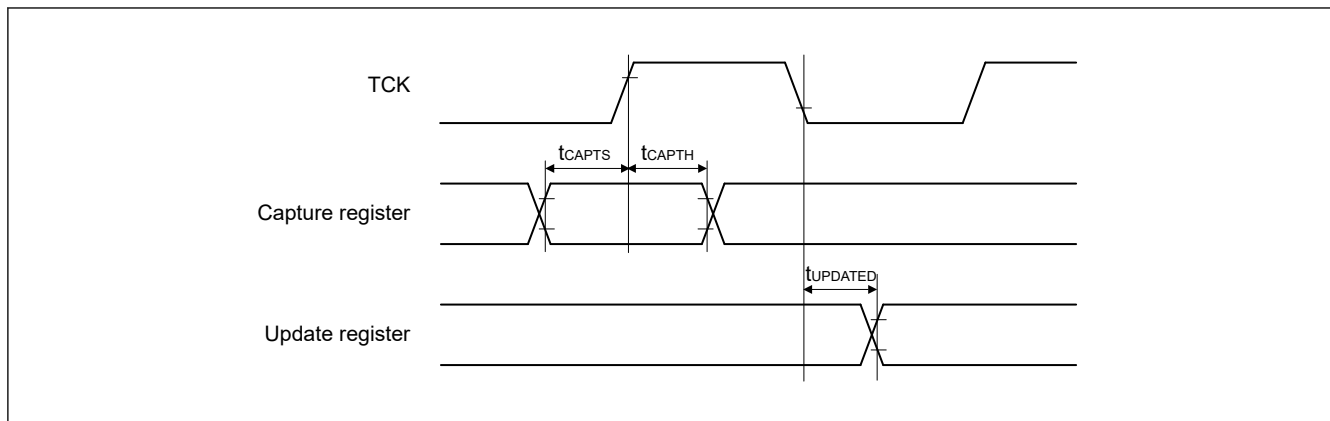 TCK
tCAPTS tCAPTH
Capture register
tUPDATED
Update register